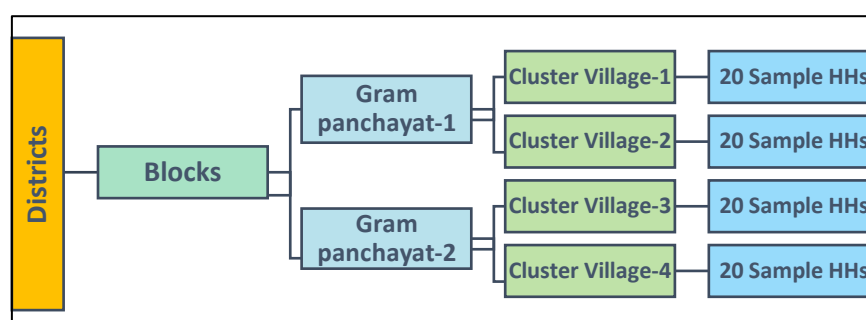 Districts
Blocks
Gram
panchayat-1
Gram
panchayat-2
Cluster Village-1
Cluster Village-2
Cluster Village-3
Cluster Village-4
20 Sample HHs
20 Sample HHs
20 Sample HHs
20 Sample HHs